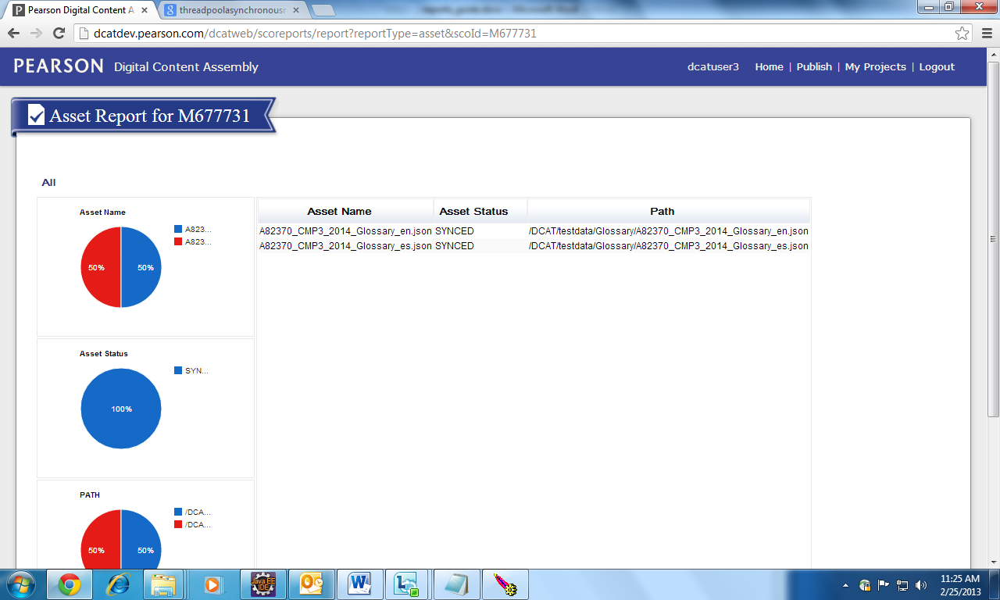 Pearson Digital Content A
threadpoolasynchronous
dcatdev.pearson.com/dcatweb/scoreports/report?reportType=asset&scoId=M677731
PEARSON Digital Content Assembly
dcatuser3 Home | Publish | My Projects | Logout
Asset Report for M677731
All
Asset Name
A823...
A823...
50% 50%
Asset Status
SYN...
100%
PATH
/DCA...
/DCA...
50% 50%
Asset Name Asset Status Path
A82370_CMP3_2014_Glossary_en.json SYNCED /DCAT/testdata/Glossary/A82370_CMP3_2014_Glossary_en.json
A82370_CMP3_2014_Glossary_es.json SYNCED /DCAT/testdata/Glossary/A82370_CMP3_2014_Glossary_es.json
Java EE
IDE
11:25 AM
2/25/2013